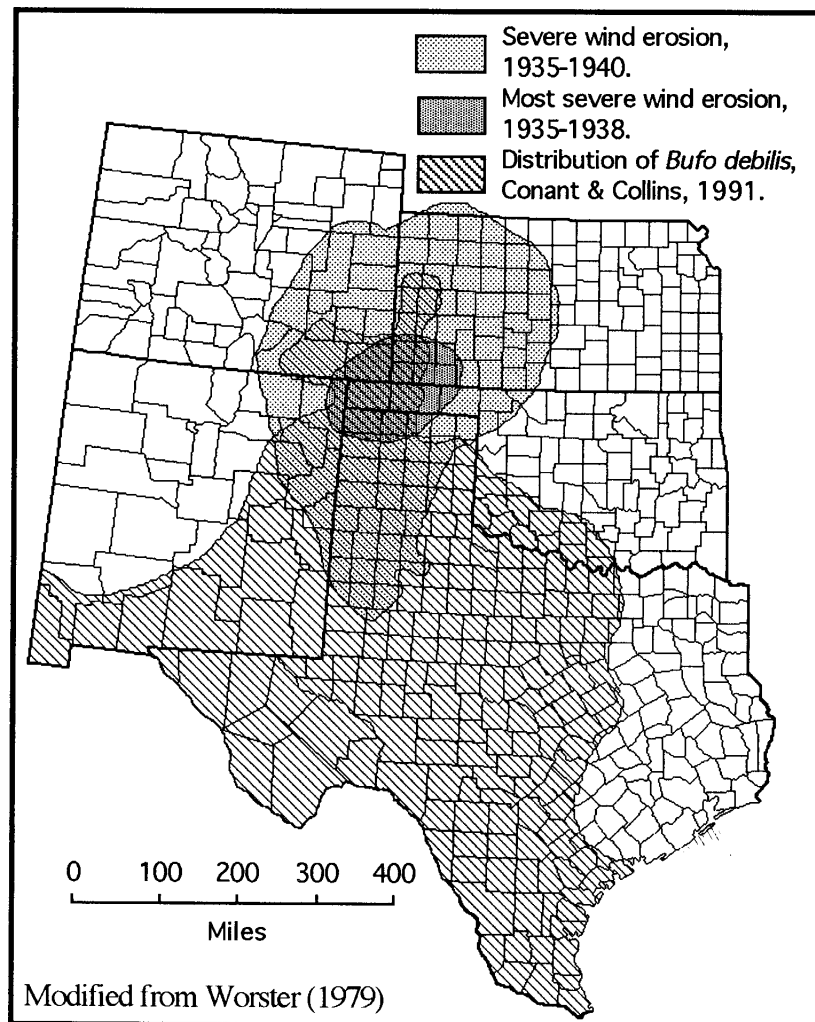 Severe wind erosion,
1935-1940.
Most severe wind erosion,
1935-1938.
Distribution of Bufo debilis,
Conant & Collins, 1991.
0 100 200 300 400
Miles
Modified from Worster (1979)